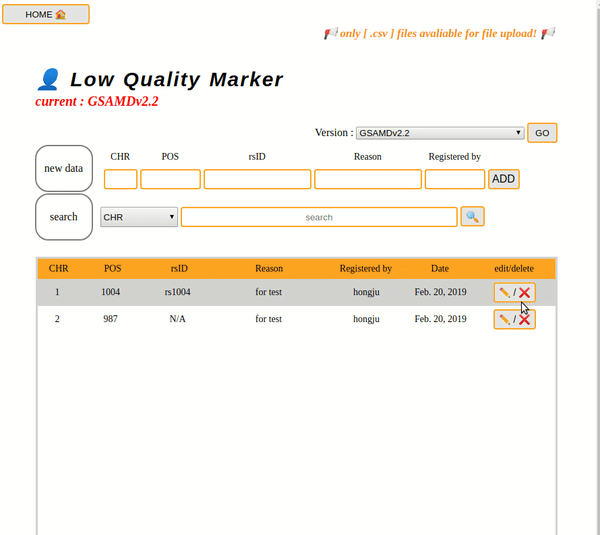 HOME 🏠
📢 only [ .csv ] files avaliable for file upload! 📢
👤 Low Quality Marker
current : GSAMDv2.2
Version : GSAMDv2.2 GO
new data
CHR POS rsID Reason Registered by
ADD
search CHR search 🔍
CHR POS rsID Reason Registered by Date edit/delete
1 1004 rs1004 for test hongju Feb. 20, 2019 ✏️ / ❌
2 987 N/A for test hongju Feb. 20, 2019 ✏️ / ❌